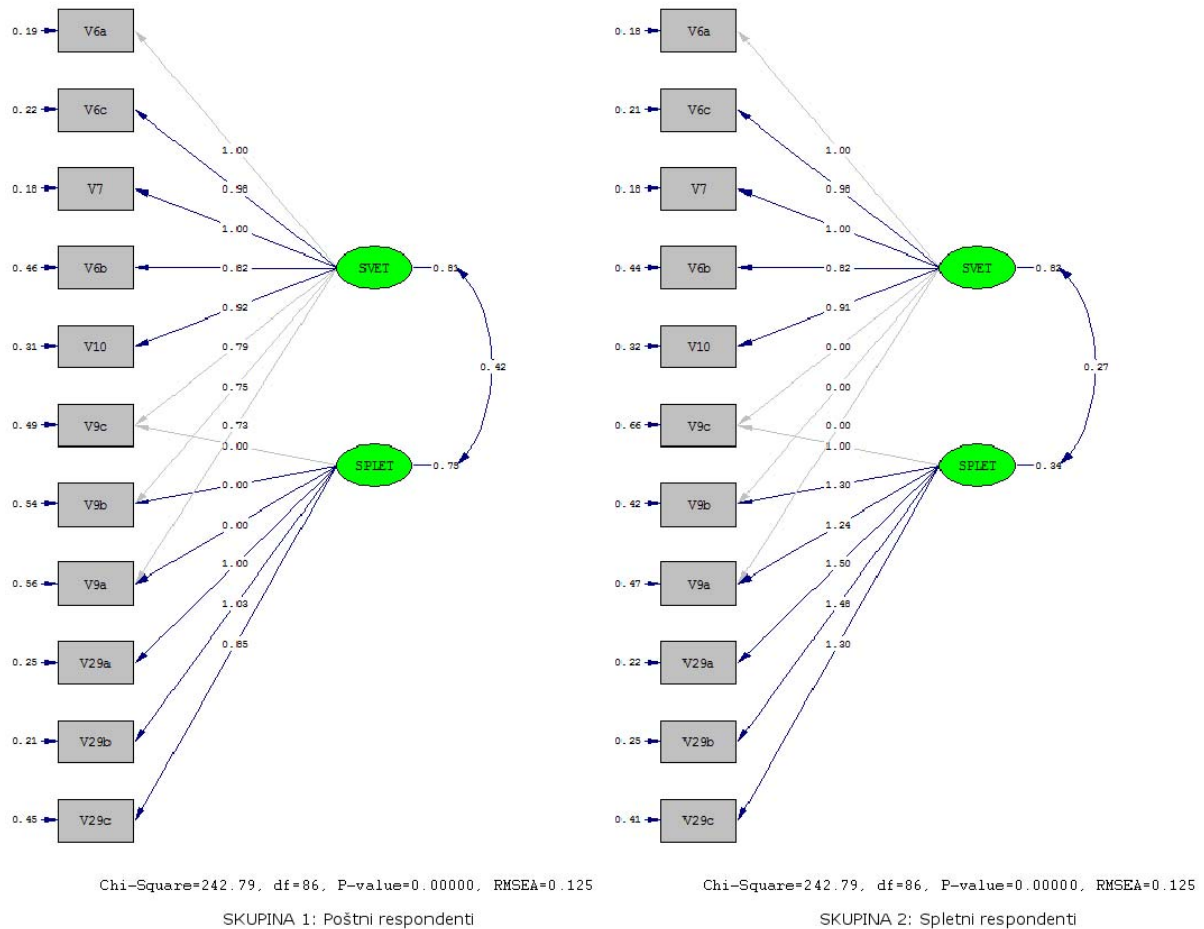 0.19 V6a
0.22 V6c
0.18 V7
0.46 V6b
0.31 V10
0.49 V9c
0.54 V9b
0.56 V9a
0.25 V29a
0.21 V29b
0.45 V29c
1.00
0.98
1.00
0.82
0.92
0.79
0.75
0.73
0.00
0.00
0.00
1.00
1.03
0.85
SVET 0.81
0.42
SPLET 0.75
Chi-Square=242.79, df=86, P-value=0.00000, RMSEA=0.125
SKUPINA 1: Poštni respondenti
0.18 V6a
0.21 V6c
0.18 V7
0.44 V6b
0.32 V10
0.66 V9c
0.42 V9b
0.47 V9a
0.22 V29a
0.25 V29b
0.41 V29c
1.00
0.98
1.00
0.82
0.91
0.00
0.00
0.00
1.00
1.30
1.24
1.50
1.48
1.30
SVET 0.83
0.27
SPLET 0.34
Chi-Square=242.79, df=86, P-value=0.00000, RMSEA=0.125
SKUPINA 2: Spletni respondenti